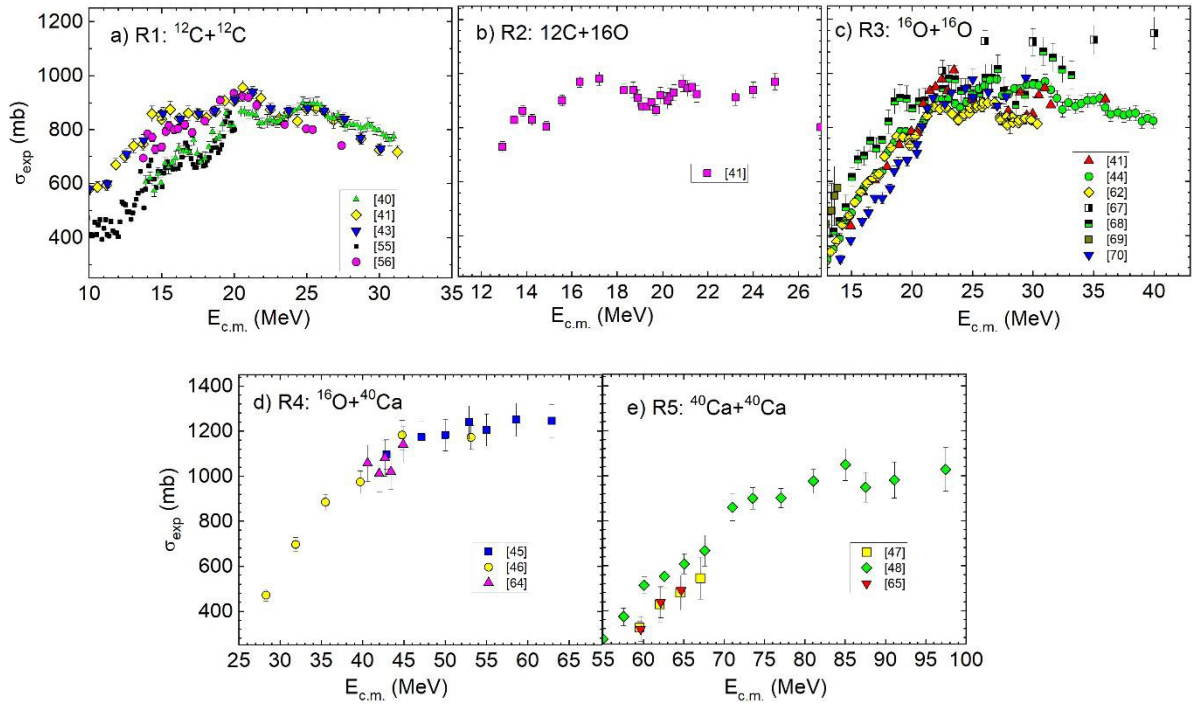 a) R1: ¹²C+¹²C
b) R2: 12C+16O
c) R3: ¹⁶O+¹⁶O
1200
1000
800
600
400
σexp (mb)
[40]
[41]
[43]
[55]
[56]
[41]
[41]
[44]
[62]
[67]
[68]
[69]
[70]
10 15 20 25 30 35
12 14 16 18 20 22 24 26
15 20 25 30 35 40
Ec.m. (MeV)
Ec.m. (MeV)
Ec.m. (MeV)
d) R4: ¹⁶O+⁴⁰Ca
e) R5: ⁴⁰Ca+⁴⁰Ca
1400
1200
1000
800
600
400
σexp (mb)
[45]
[46]
[64]
[47]
[48]
[65]
25 30 35 40 45 50 55 60 65
55 60 65 70 75 80 85 90 95 100
Ec.m. (MeV)
Ec.m. (MeV)